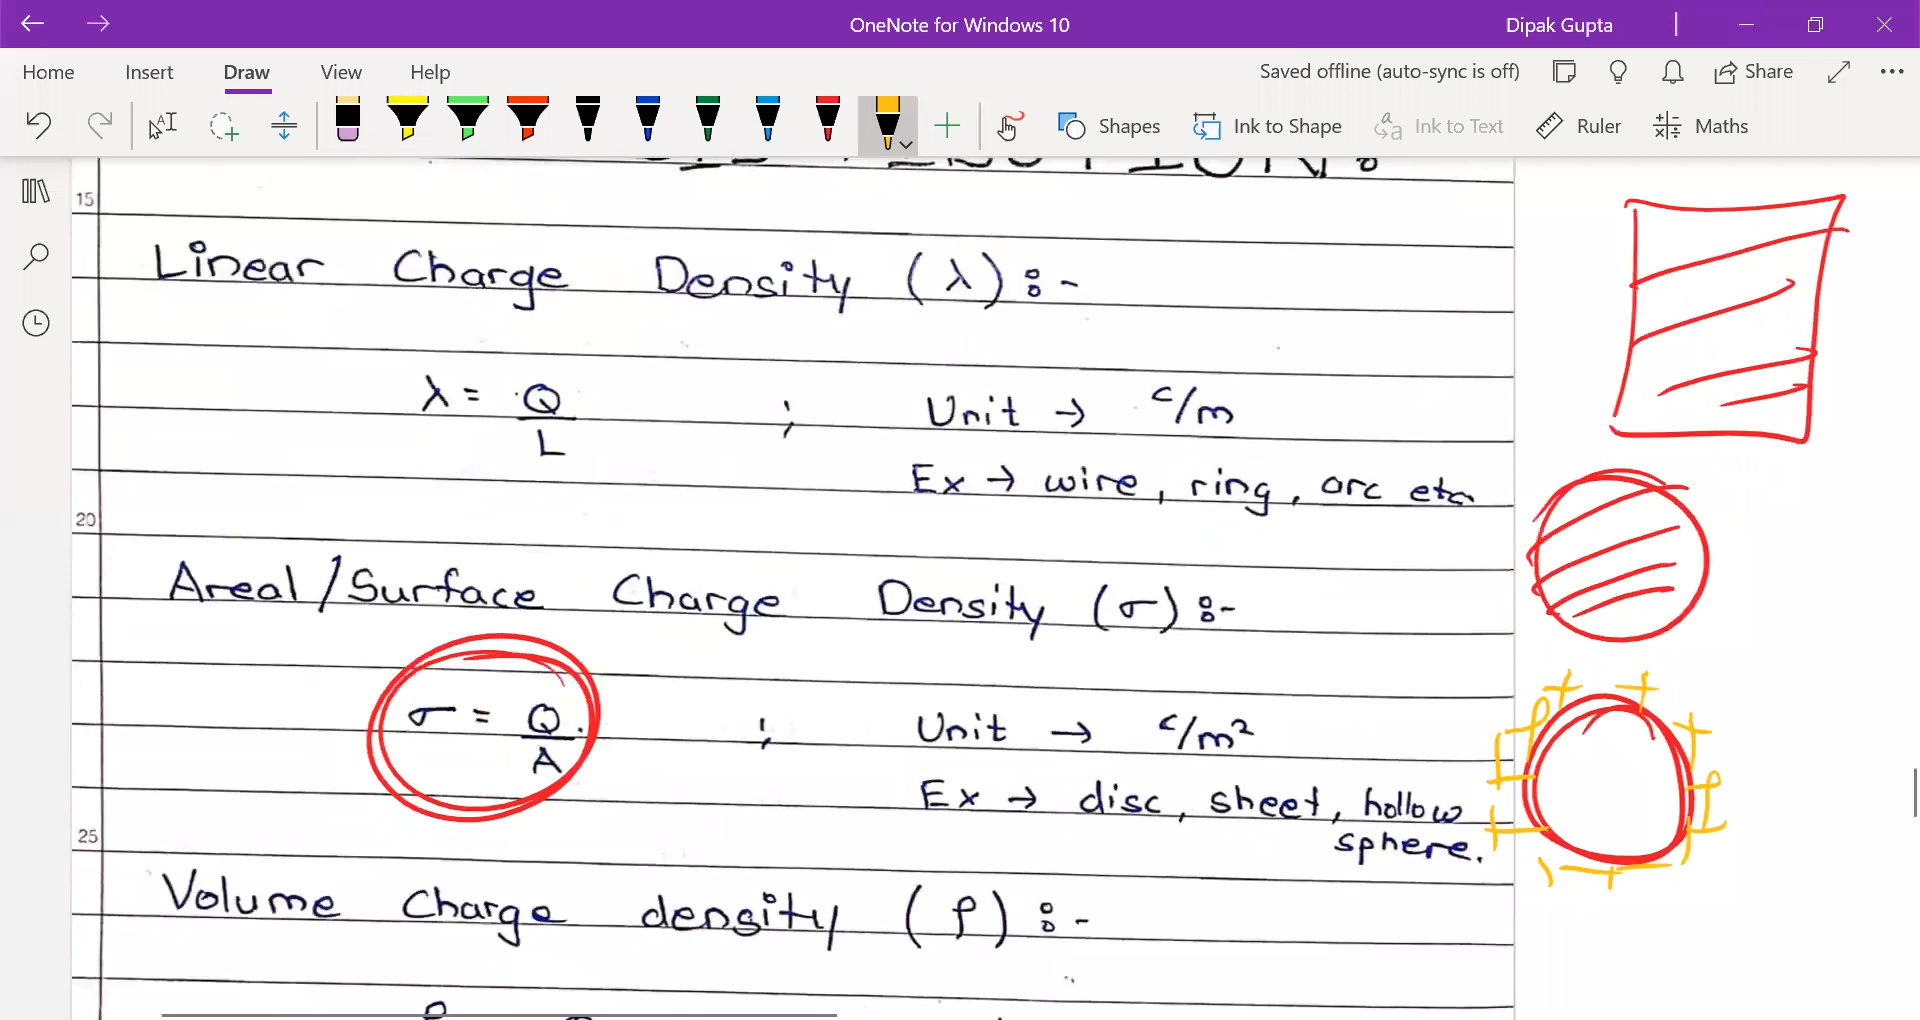 OneNote for Windows 10
Dipak Gupta
Home Insert Draw View Help
Saved offline (auto-sync is off)
Share
Shapes
Ink to Shape
Ink to Text
Ruler
Maths
15
Linear Charge Density (λ) :-
λ = Q/L ; Unit → C/m
Ex → wire, ring, arc etc
20
Areal/Surface Charge Density (σ) :-
σ = Q/A ; Unit → C/m²
Ex → disc, sheet, hollow
sphere.
25
Volume Charge density (ρ) :-